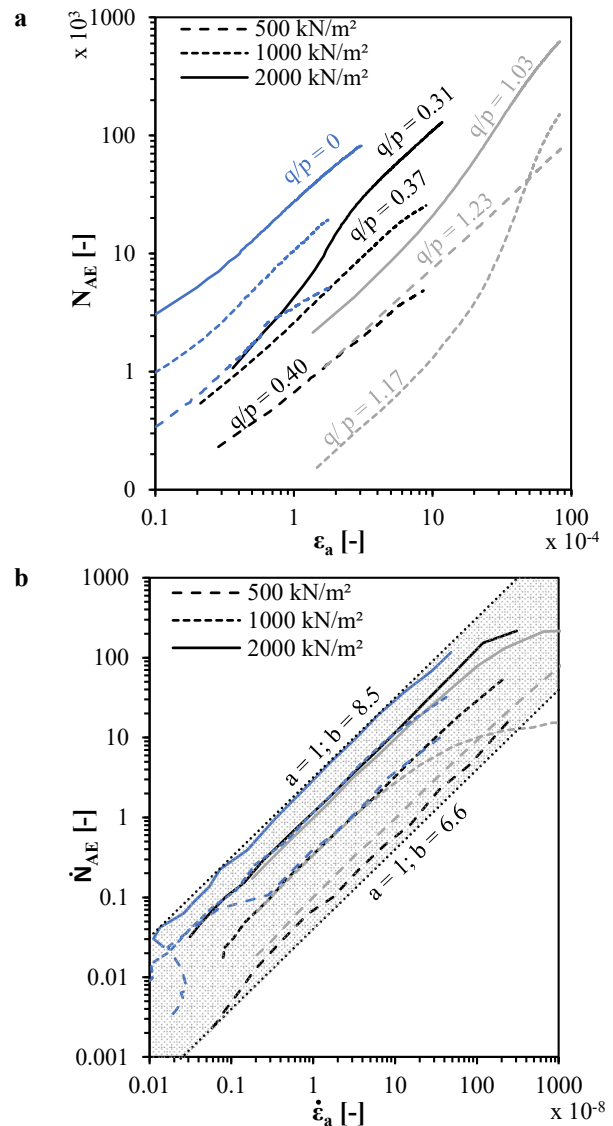 a
x 10³
1000
100
10
1
0
N_AE [-]
500 kN/m²
1000 kN/m²
2000 kN/m²
q/p = 0
q/p = 0.31
q/p = 0.37
q/p = 0.40
q/p = 1.03
q/p = 1.23
q/p = 1.17
0.1 1 10 100
ε_a [-] x 10⁻⁴
b
1000
100
10
1
0.1
0.01
0.001
Ṅ_AE [-]
500 kN/m²
1000 kN/m²
2000 kN/m²
a = 1; b = 8.5
a = 1; b = 6.6
0.01 0.1 1 10 100 1000
ε̇_a [-] x 10⁻⁸